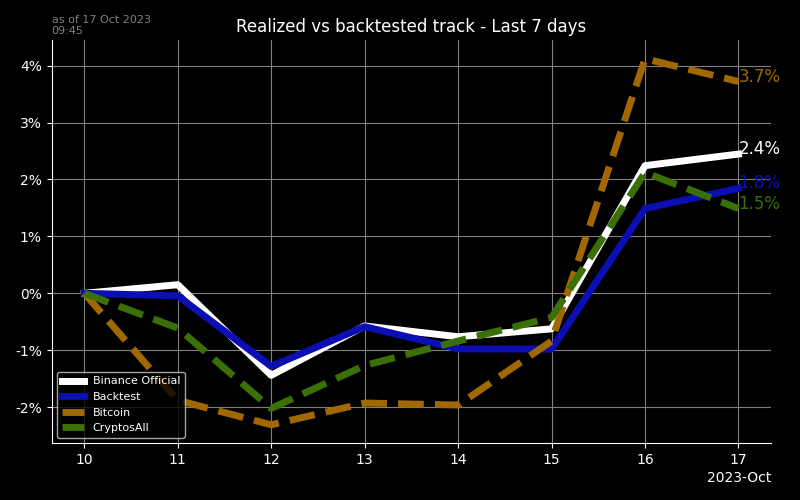 as of 17 Oct 2023
09:45
Realized vs backtested track - Last 7 days
4%
3%
2%
1%
0%
-1%
-2%
3.7%
2.4%
1.8%
1.5%
Binance Official
Backtest
Bitcoin
CryptosAll
10 11 12 13 14 15 16 17
2023-Oct